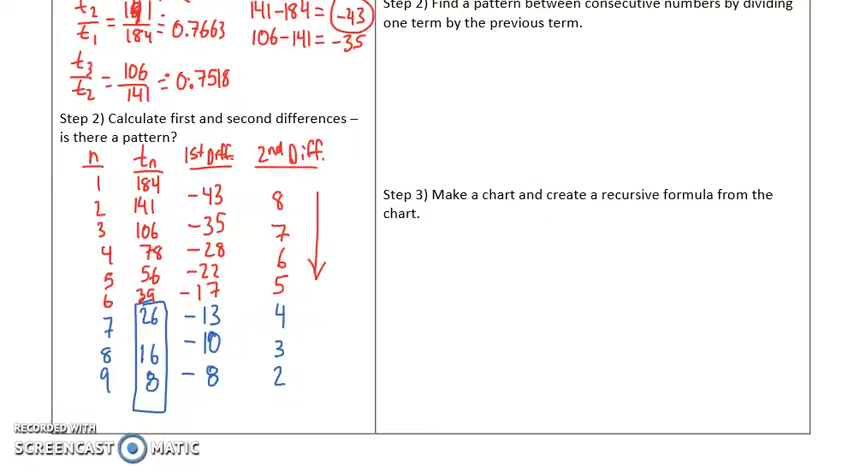 t₂/t₁ = 141/184 = 0.7663
141-184 = -43
106-141 = -35
t₃/t₂ = 106/141 = 0.7518
Step 2) Calculate first and second differences –
is there a pattern?
n tn 1st Diff. 2nd Diff.
1 184
-43
2 141 8
-35
3 106 7
-28
4 78 6
-22
5 56 5
-17
6 39
-13 4
7 26
-10
8 16 3
-8 2
9 8
Step 2) Find a pattern between consecutive numbers by dividing
one term by the previous term.
Step 3) Make a chart and create a recursive formula from the
chart.
RECORDED WITH
SCREENCAST MATIC